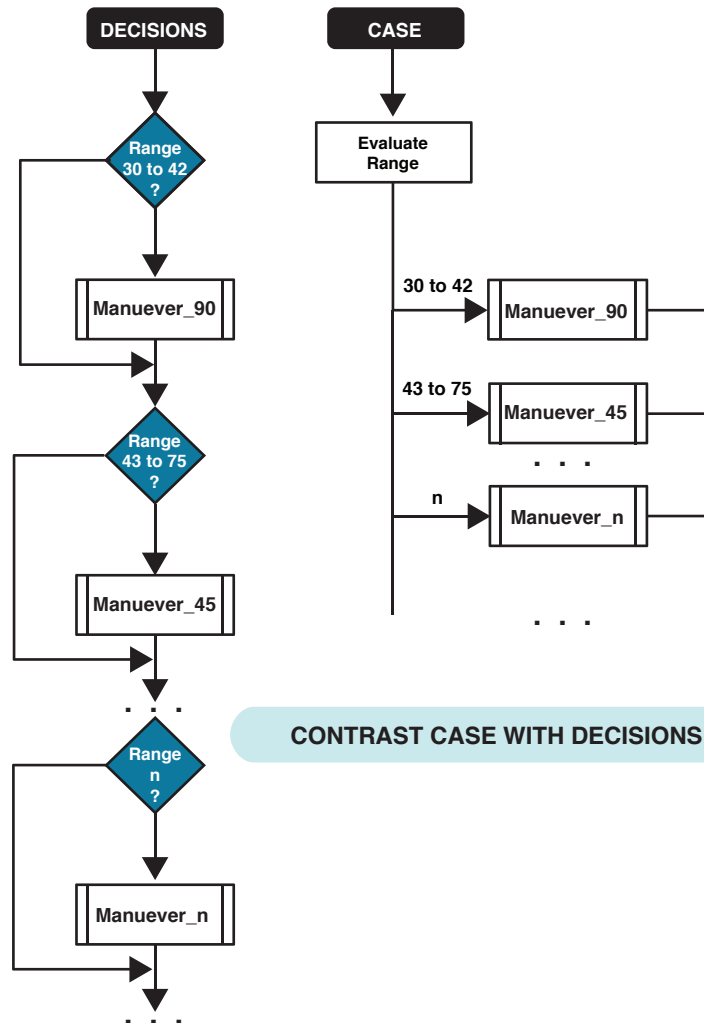 DECISIONS
Range
30 to 42
?
Manuever_90
Range
43 to 75
?
Manuever_45
. . .
Range
n
?
Manuever_n
. . .
CASE
Evaluate
Range
30 to 42
Manuever_90
43 to 75
Manuever_45
. . .
n
Manuever_n
. . .
CONTRAST CASE WITH DECISIONS